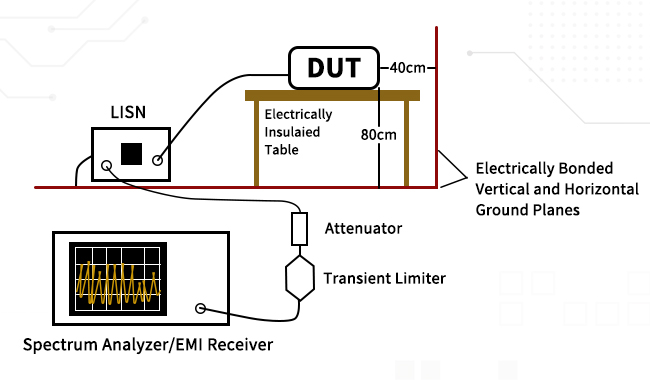 DUT
40cm
LISN
Electrically
Insulaied
Table
80cm
Electrically Bonded
Vertical and Horizontal
Ground Planes
Attenuator
Transient Limiter
Spectrum Analyzer/EMI Receiver